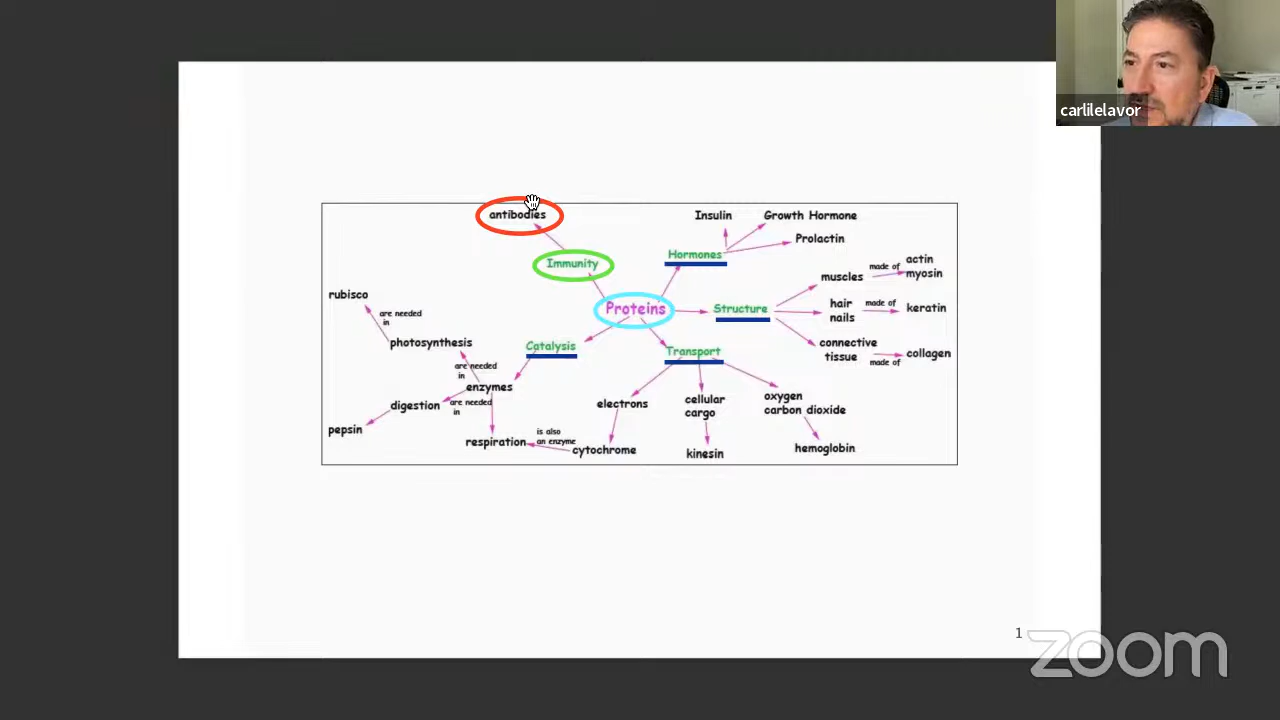 carlilelavor
antibodies
Insulin
Growth Hormone
Prolactin
Hormones
Immunity
muscles
made of
actin
myosin
rubisco
are needed
in
Proteins
Structure
hair
nails
made of
keratin
photosynthesis
Catalysis
Transport
connective
tissue
made of
collagen
are needed
in
enzymes
digestion
are needed
in
electrons
cellular
cargo
oxygen
carbon dioxide
pepsin
respiration
is also
an enzyme
cytochrome
kinesin
hemoglobin
1
zoom